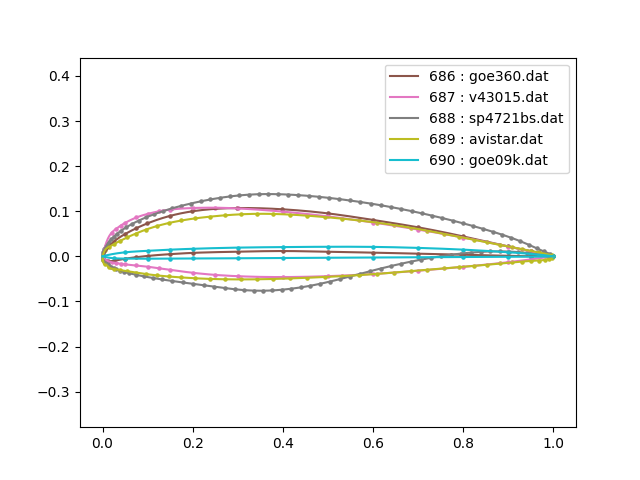 0.4
0.3
0.2
0.1
0.0
−0.1
−0.2
−0.3
0.0 0.2 0.4 0.6 0.8 1.0
686 : goe360.dat
687 : v43015.dat
688 : sp4721bs.dat
689 : avistar.dat
690 : goe09k.dat